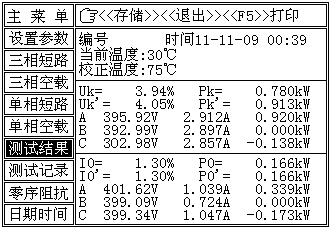 主 菜 单
设置参数
三相短路
三相空载
单相短路
单相空载
测试结果
测试记录
零序阻抗
日期时间
<<存储>><<退出>><<F5>>打印
编号 时间11-11-09 00:39
当前温度:30℃
校正温度:75℃
Uk= 3.94% Pk= 0.780kW
Uk'= 4.05% Pk'= 0.913kW
A 395.92V 2.912A 0.920kW
B 392.99V 2.897A 0.000kW
C 302.98V 2.857A -0.138kW
I0= 1.30% P0= 0.166kW
I0'= 1.30% P0'= 0.166kW
A 401.62V 1.039A 0.339kW
B 399.09V 0.724A 0.000kW
C 399.34V 1.047A -0.173kW